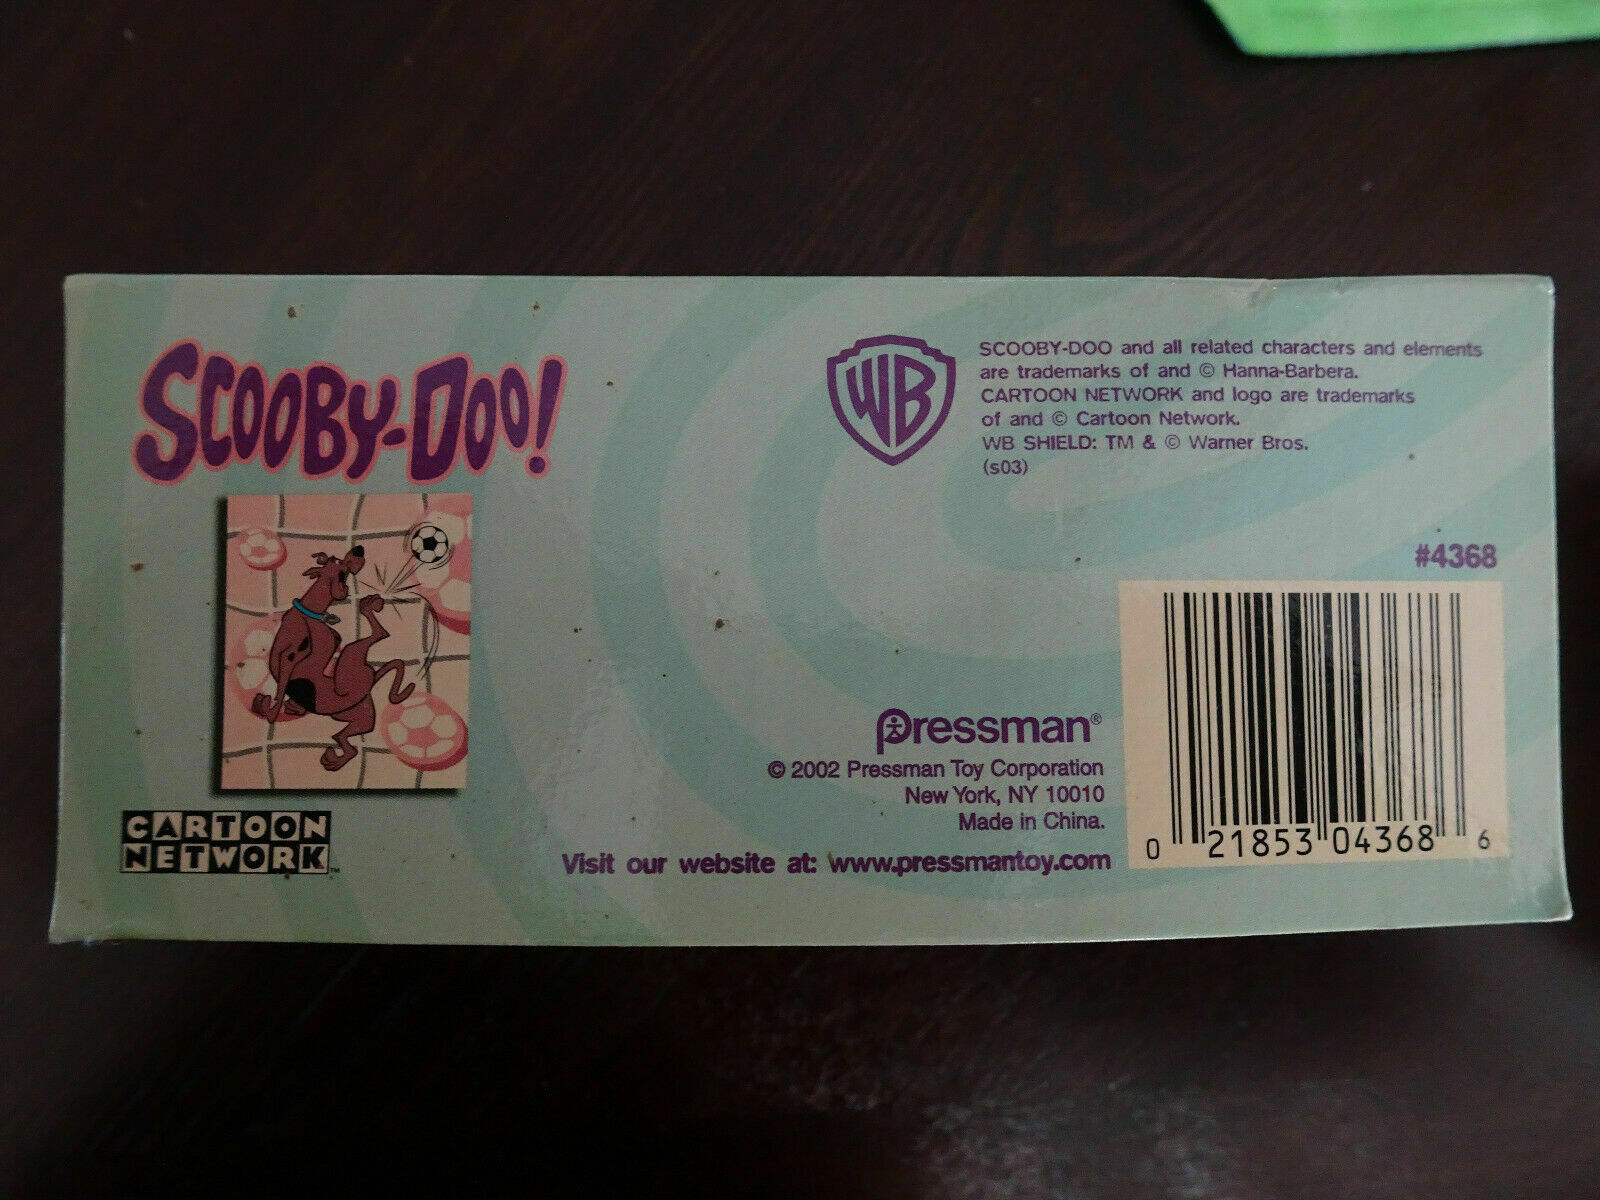 SCOOBY-DOO!
CARTOON
NETWORK™
WB
SCOOBY-DOO and all related characters and elements
are trademarks of and © Hanna-Barbera.
CARTOON NETWORK and logo are trademarks
of and © Cartoon Network.
WB SHIELD: TM & © Warner Bros.
(s03)
#4368
Pressman®
© 2002 Pressman Toy Corporation
New York, NY 10010
Made in China.
Visit our website at: www.pressmantoy.com
0 21853 04368 6